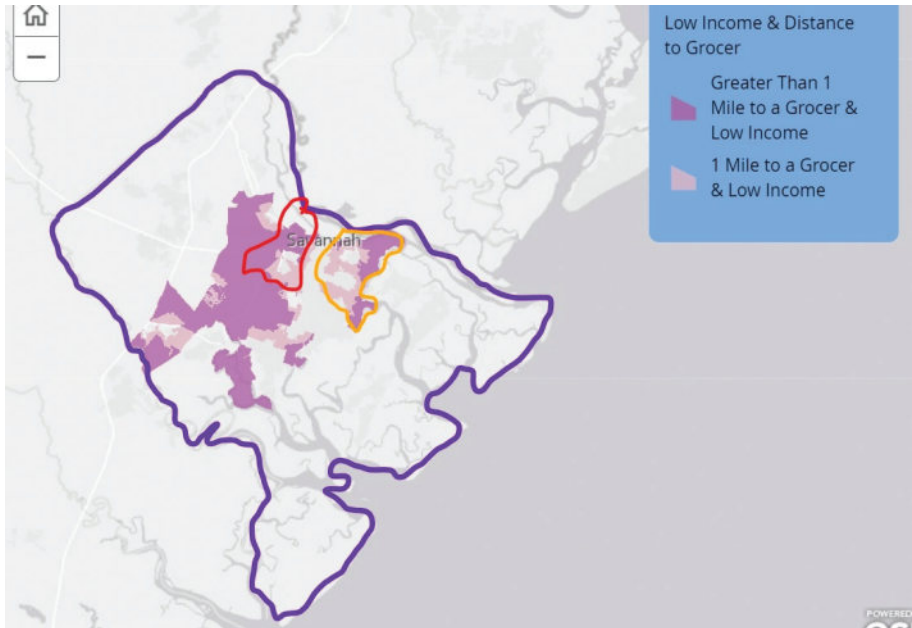 Low Income & Distance
to Grocer
Greater Than 1
Mile to a Grocer &
Low Income
1 Mile to a Grocer
& Low Income
Savannah
POWERED